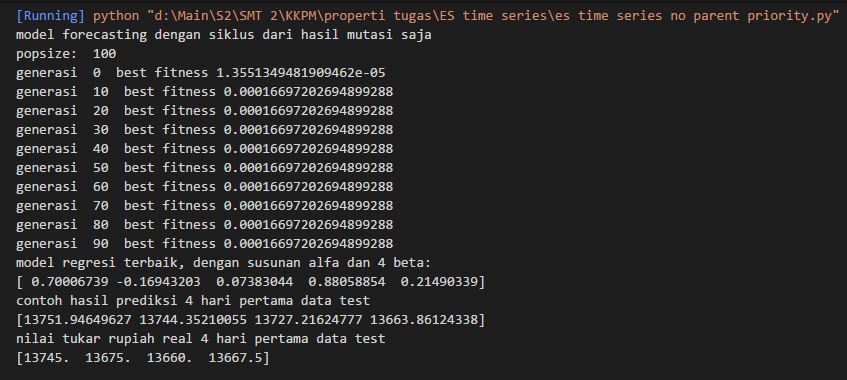 [Running] python "d:\Main\S2\SMT 2\KKPM\properti tugas\ES time series\es time series no parent priority.py"
model forecasting dengan siklus dari hasil mutasi saja
popsize:  100
generasi  0  best fitness 1.3551349481909462e-05
generasi  10  best fitness 0.00016697202694899288
generasi  20  best fitness 0.00016697202694899288
generasi  30  best fitness 0.00016697202694899288
generasi  40  best fitness 0.00016697202694899288
generasi  50  best fitness 0.00016697202694899288
generasi  60  best fitness 0.00016697202694899288
generasi  70  best fitness 0.00016697202694899288
generasi  80  best fitness 0.00016697202694899288
generasi  90  best fitness 0.00016697202694899288
model regresi terbaik, dengan susunan alfa dan 4 beta:
[ 0.70006739 -0.16943203  0.07383044  0.88058854  0.21490339]
contoh hasil prediksi 4 hari pertama data test
[13751.94649627 13744.35210055 13727.21624777 13663.86124338]
nilai tukar rupiah real 4 hari pertama data test
[13745.  13675.  13660.  13667.5]